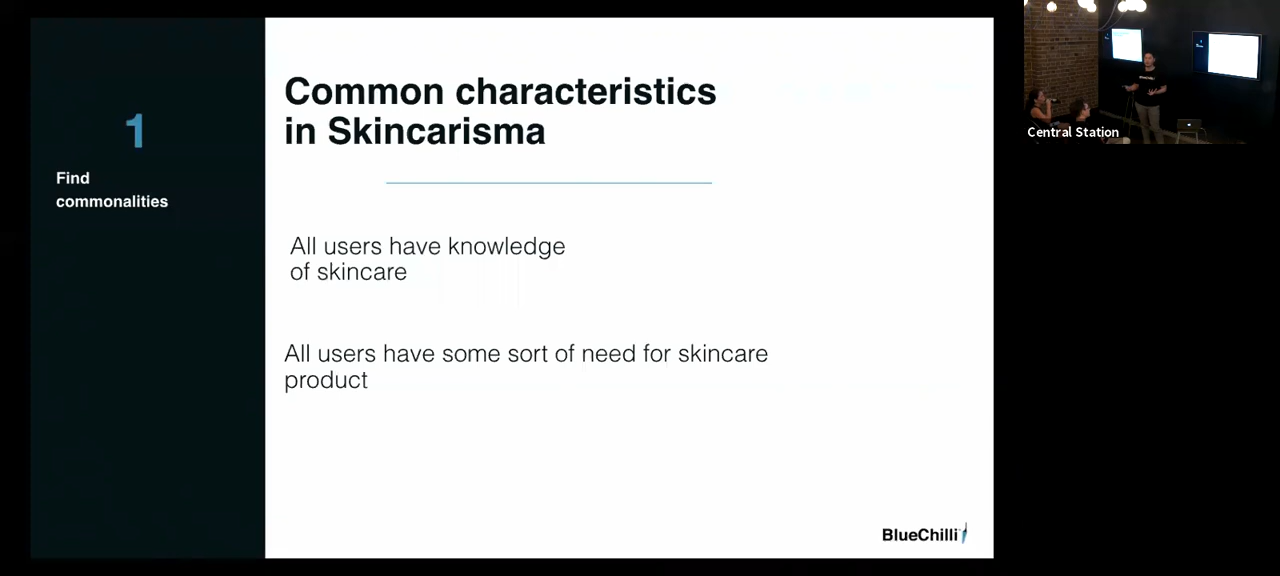 1
Find
commonalities
Common characteristics
in Skincarisma
All users have knowledge
of skincare
All users have some sort of need for skincare
product
BlueChilli
Central Station